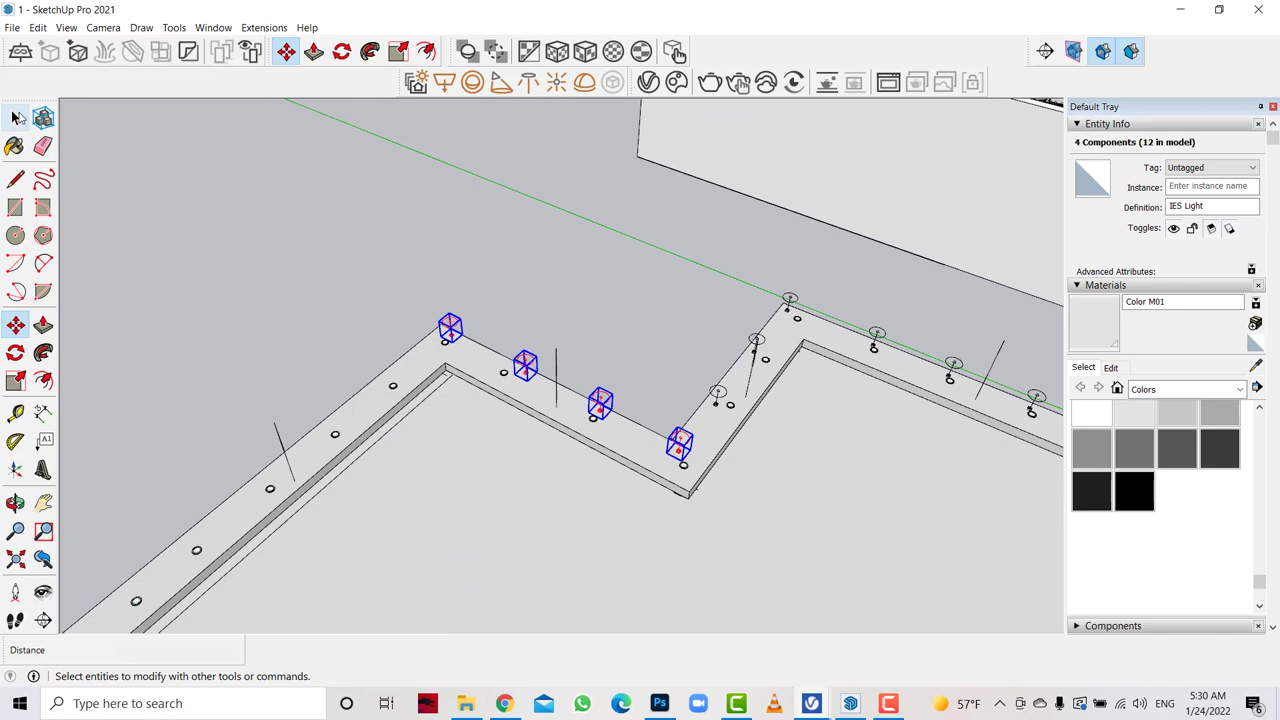 1 - SketchUp Pro 2021
File Edit View Camera Draw Tools Window Extensions Help
Default Tray
Entity Info
4 Components (12 in model)
Tag: Untagged
Instance: Enter instance name
Definition: IES Light
Toggles:
Advanced Attributes:
Materials
Color M01
Select Edit
Colors
A1
Components
Distance
Select entities to modify with other tools or commands.
Type here to search
Ps
57°F
ENG
5:30 AM
1/24/2022
6